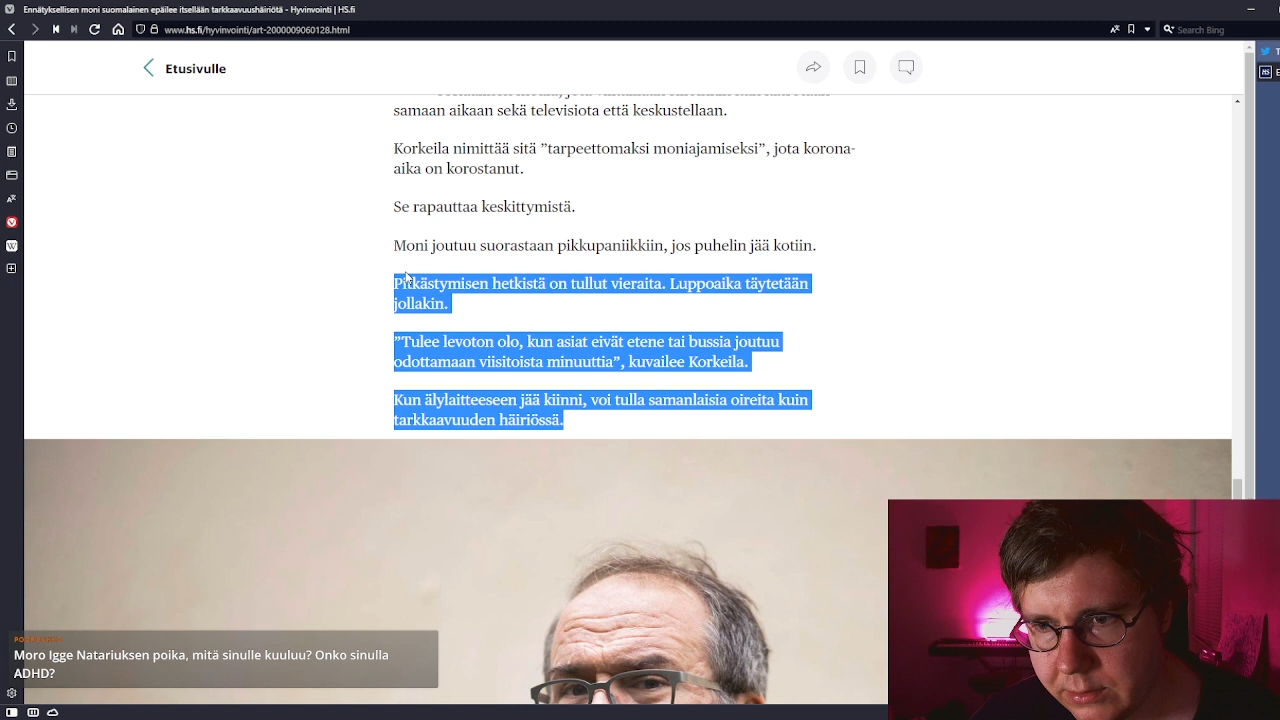 Ennätyksellisen moni suomalainen epäilee itsellään tarkkaavuushäiriötä - Hyvinvointi | HS.fi
www.hs.fi/hyvinvointi/art-2000009060128.html
Search Bing
Etusivulle
samaan aikaan sekä televisiota että keskustellaan.
Korkeila nimittää sitä ”tarpeettomaksi moniajamiseksi”, jota korona-
aika on korostanut.
Se rapauttaa keskittymistä.
Moni joutuu suorastaan pikkupaniikkiin, jos puhelin jää kotiin.
Pitkästymisen hetkistä on tullut vieraita. Luppoaika täytetään
jollakin.
”Tulee levoton olo, kun asiat eivät etene tai bussia joutuu
odottamaan viisitoista minuuttia”, kuvailee Korkeila.
Kun älylaitteeseen jää kiinni, voi tulla samanlaisia oireita kuin
tarkkaavuuden häiriössä.
Moro Igge Natariuksen poika, mitä sinulle kuuluu? Onko sinulla
ADHD?